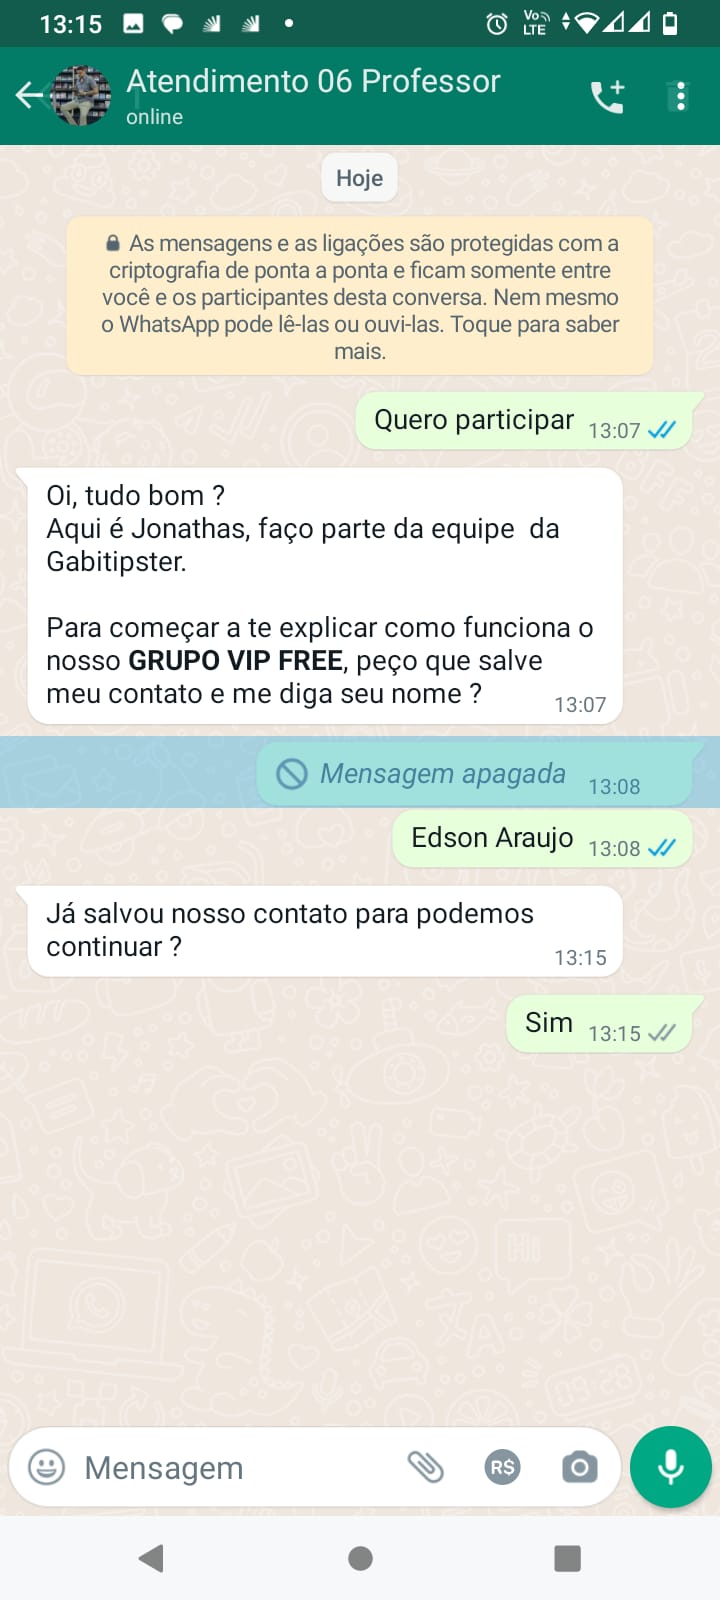 13:15
Vo LTE
Atendimento 06 Professor
online
Hoje
As mensagens e as ligações são protegidas com a
criptografia de ponta a ponta e ficam somente entre
você e os participantes desta conversa. Nem mesmo
o WhatsApp pode lê-las ou ouvi-las. Toque para saber
mais.
Quero participar 13:07
Oi, tudo bom ?
Aqui é Jonathas, faço parte da equipe da
Gabitipster.
Para começar a te explicar como funciona o
nosso GRUPO VIP FREE, peço que salve
meu contato e me diga seu nome ? 13:07
Mensagem apagada 13:08
Edson Araujo 13:08
Já salvou nosso contato para podemos
continuar ? 13:15
Sim 13:15
Mensagem R$